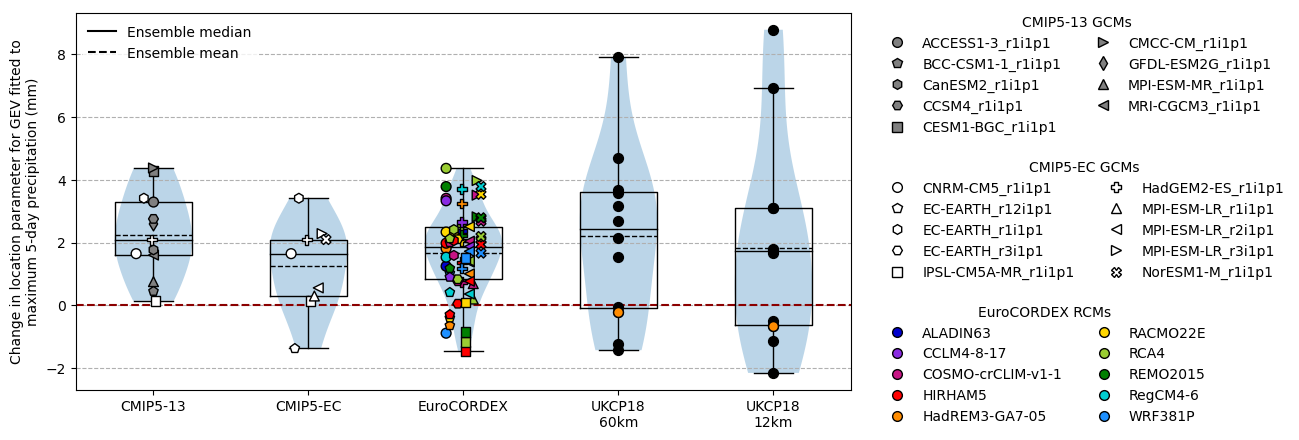 Change in location parameter for GEV fitted to
maximum 5-day precipitation (mm)
Ensemble median
Ensemble mean
8
6
4
2
0
−2
CMIP5-13
CMIP5-EC
EuroCORDEX
UKCP18
60km
UKCP18
12km
CMIP5-13 GCMs
ACCESS1-3_r1i1p1
BCC-CSM1-1_r1i1p1
CanESM2_r1i1p1
CCSM4_r1i1p1
CESM1-BGC_r1i1p1
CMCC-CM_r1i1p1
GFDL-ESM2G_r1i1p1
MPI-ESM-MR_r1i1p1
MRI-CGCM3_r1i1p1
CMIP5-EC GCMs
CNRM-CM5_r1i1p1
EC-EARTH_r12i1p1
EC-EARTH_r1i1p1
EC-EARTH_r3i1p1
IPSL-CM5A-MR_r1i1p1
HadGEM2-ES_r1i1p1
MPI-ESM-LR_r1i1p1
MPI-ESM-LR_r2i1p1
MPI-ESM-LR_r3i1p1
NorESM1-M_r1i1p1
EuroCORDEX RCMs
ALADIN63
CCLM4-8-17
COSMO-crCLIM-v1-1
HIRHAM5
HadREM3-GA7-05
RACMO22E
RCA4
REMO2015
RegCM4-6
WRF381P